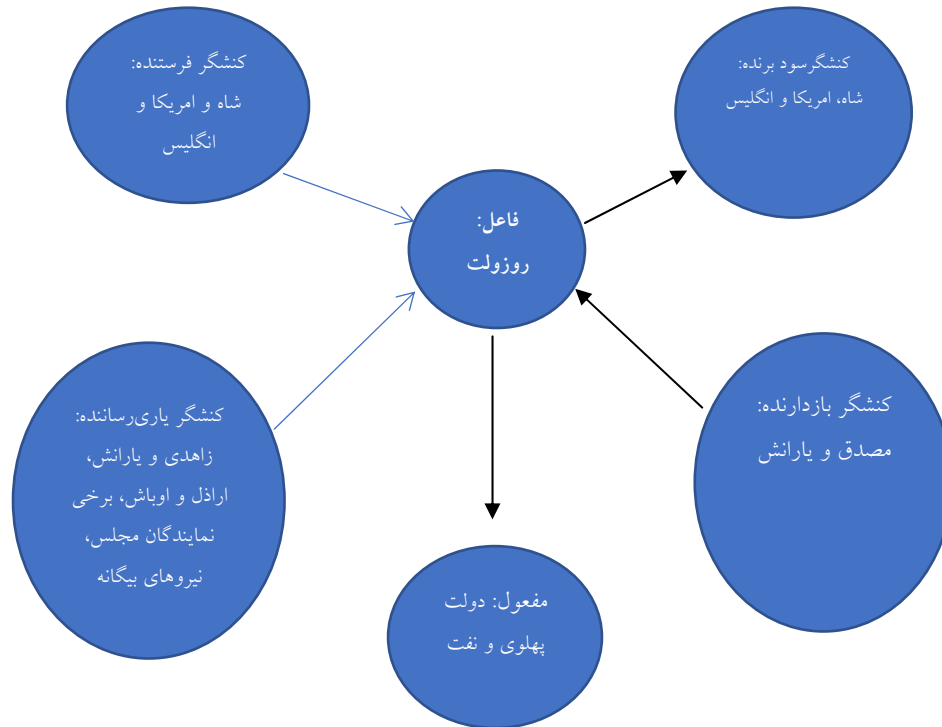 کنشگر فرستنده:
شاه و امریکا و
انگلیس
کنشگرسود برنده:
شاه، امریکا و انگلیس
فاعل:
روزولت
کنشگر یاری‌رساننده:
زاهدی و یارانش،
اراذل و اوباش، برخی
نمایندگان مجلس،
نیروهای بیگانه
کنشگر بازدارنده:
مصدق و یارانش
مفعول: دولت
پهلوی و نفت